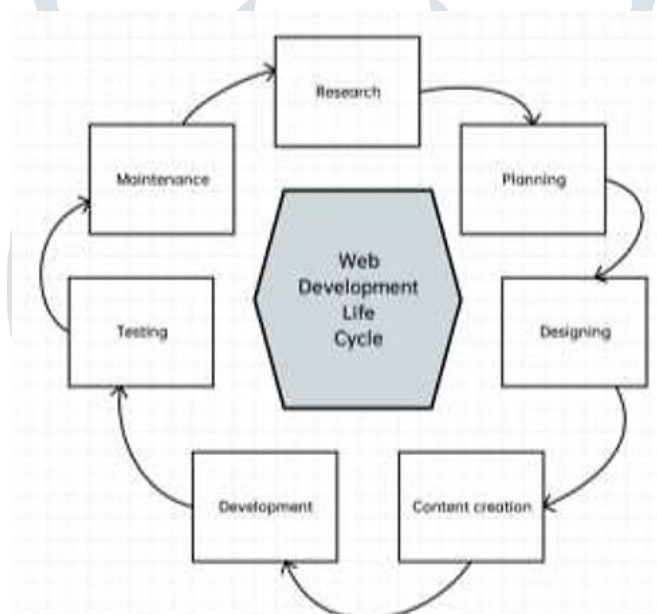 Research
Planning
Designing
Content creation
Development
Testing
Maintenance
Web
Development
Life
Cycle